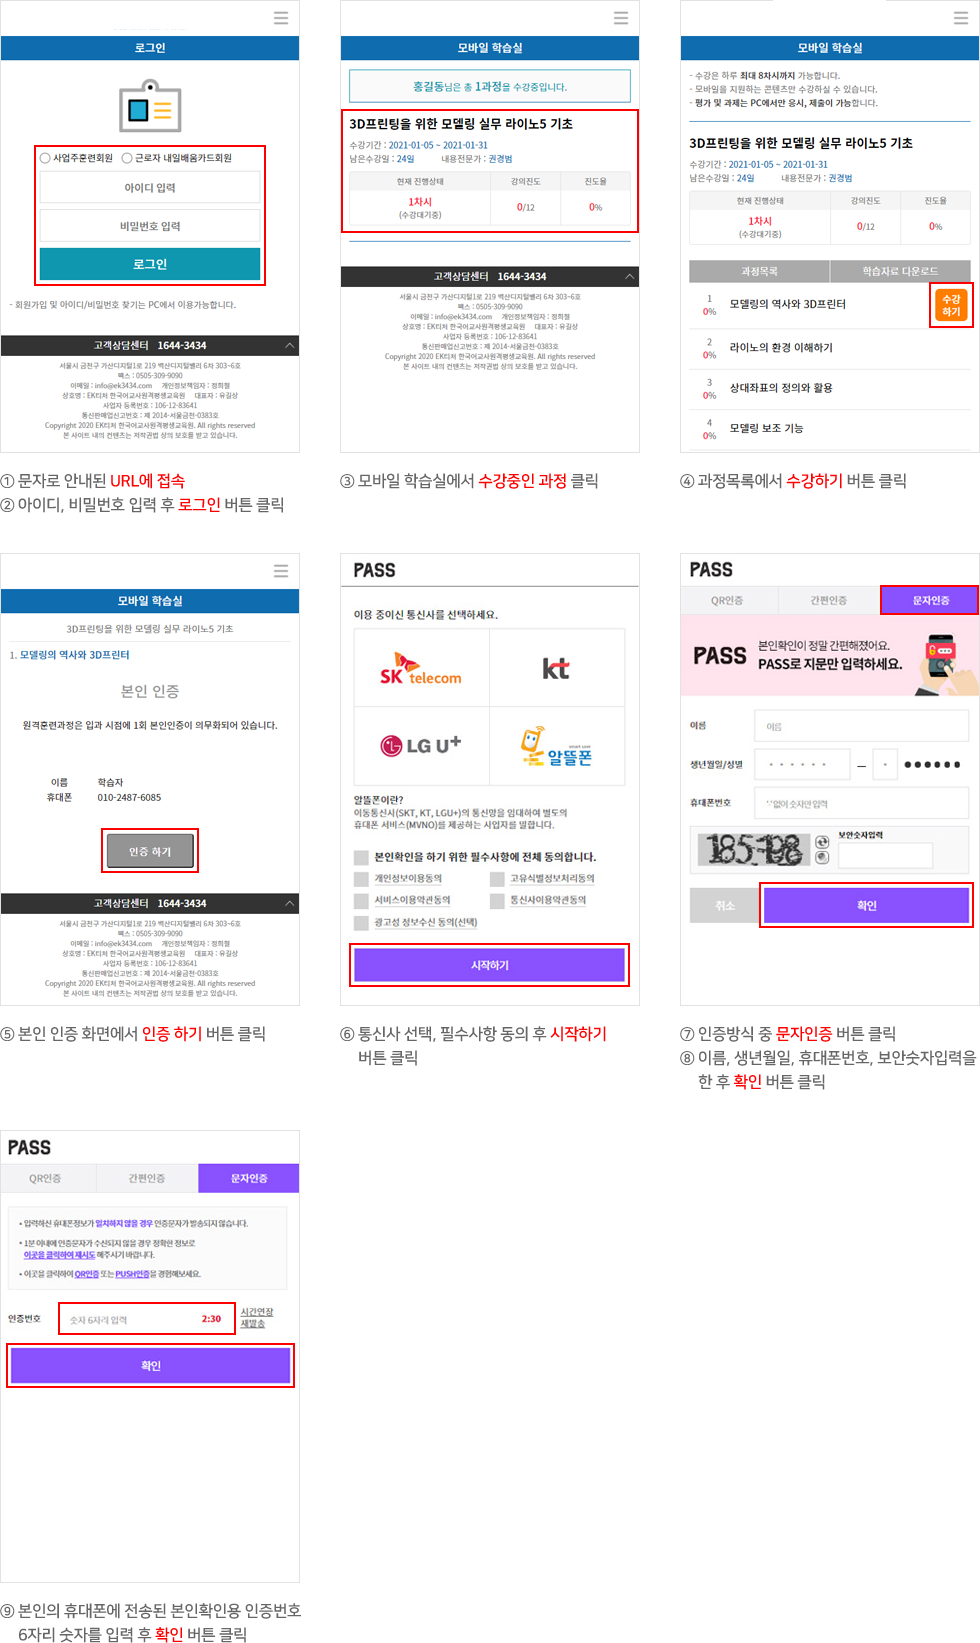 로그인
사업주훈련회원 근로자 내일배움카드회원
아이디 입력
비밀번호 입력
로그인
- 회원가입 및 아이디/비밀번호 찾기는 PC에서 이용가능합니다.
고객상담센터 1644-3434
서울시 금천구 가산디지털1로 219 벽산디지털밸리 6차 303~6호
팩스 : 0505-309-9090
이메일 : info@ek3434.com 개인정보책임자 : 정희철
상호명 : EK티처 한국어교사원격평생교육원 대표자 : 유길상
사업자 등록번호 : 106-12-83641
통신판매업신고번호 : 제 2014-서울금천-0383호
Copyright 2020 EK티처 한국어교사원격평생교육원. All rights reserved
본 사이트 내의 컨텐츠는 저작권법 상의 보호를 받고 있습니다.
① 문자로 안내된 URL에 접속
② 아이디, 비밀번호 입력 후 로그인 버튼 클릭
모바일 학습실
홍길동님은 총 1과정을 수강중입니다.
3D프린팅을 위한 모델링 실무 라이노5 기초
수강기간 : 2021-01-05 ~ 2021-01-31
남은수강일 : 24일 내용전문가 : 권경범
현재 진행상태 강의진도 진도율
1차시
(수강대기중) 0/12 0%
고객상담센터 1644-3434
서울시 금천구 가산디지털1로 219 벽산디지털밸리 6차 303~6호
팩스 : 0505-309-9090
이메일 : info@ek3434.com 개인정보책임자 : 정희철
상호명 : EK티처 한국어교사원격평생교육원 대표자 : 유길상
사업자 등록번호 : 106-12-83641
통신판매업신고번호 : 제 2014-서울금천-0383호
Copyright 2020 EK티처 한국어교사원격평생교육원. All rights reserved
본 사이트 내의 컨텐츠는 저작권법 상의 보호를 받고 있습니다.
③ 모바일 학습실에서 수강중인 과정 클릭
모바일 학습실
- 수강은 하루 최대 8차시까지 가능합니다.
- 모바일을 지원하는 콘텐츠만 수강하실 수 있습니다.
- 평가 및 과제는 PC에서만 응시, 제출이 가능합니다.
3D프린팅을 위한 모델링 실무 라이노5 기초
수강기간 : 2021-01-05 ~ 2021-01-31
남은수강일 : 24일 내용전문가 : 권경범
현재 진행상태 강의진도 진도율
1차시
(수강대기중) 0/12 0%
과정목록 학습자료 다운로드
1
0% 모델링의 역사와 3D프린터 수강
하기
2
0% 라이노의 환경 이해하기
3
0% 상대좌표의 정의와 활용
4
0% 모델링 보조 기능
④ 과정목록에서 수강하기 버튼 클릭
모바일 학습실
3D프린팅을 위한 모델링 실무 라이노5 기초
1. 모델링의 역사와 3D프린터
본인 인증
원격훈련과정은 입과 시점에 1회 본인인증이 의무화되어 있습니다.
이름 학습자
휴대폰 010-2487-6085
인증 하기
고객상담센터 1644-3434
서울시 금천구 가산디지털1로 219 벽산디지털밸리 6차 303~6호
팩스 : 0505-309-9090
이메일 : info@ek3434.com 개인정보책임자 : 정희철
상호명 : EK티처 한국어교사원격평생교육원 대표자 : 유길상
사업자 등록번호 : 106-12-83641
통신판매업신고번호 : 제 2014-서울금천-0383호
Copyright 2020 EK티처 한국어교사원격평생교육원. All rights reserved
본 사이트 내의 컨텐츠는 저작권법 상의 보호를 받고 있습니다.
⑤ 본인 인증 화면에서 인증 하기 버튼 클릭
PASS
이용 중이신 통신사를 선택하세요.
SK telecom kt
LG U+ 알뜰폰
알뜰폰이란?
이동통신사(SKT, KT, LGU+)의 통신망을 임대하여 별도의
휴대폰 서비스(MVNO)를 제공하는 사업자를 말합니다.
본인확인을 하기 위한 필수사항에 전체 동의합니다.
개인정보이용동의 고유식별정보처리동의
서비스이용약관동의 통신사이용약관동의
광고성 정보수신 동의(선택)
시작하기
⑥ 통신사 선택, 필수사항 동의 후 시작하기
버튼 클릭
PASS
QR인증 간편인증 문자인증
PASS 본인확인이 정말 간편해졌어요.
PASS로 지문만 입력하세요.
이름 이름
생년월일/성별
휴대폰번호 '-'없이 숫자만 입력
보안숫자입력
취소 확인
⑦ 인증방식 중 문자인증 버튼 클릭
⑧ 이름, 생년월일, 휴대폰번호, 보안숫자입력을
한 후 확인 버튼 클릭
PASS
QR인증 간편인증 문자인증
• 입력하신 휴대폰정보가 일치하지 않을 경우 인증문자가 발송되지 않습니다.
• 1분 이내에 인증문자가 수신되지 않을 경우 정확한 정보로
이곳을 클릭하여 재시도 해주시기 바랍니다.
• 이곳을 클릭하여 QR인증 또는 PUSH인증을 경험해보세요.
인증번호 숫자 6자리 입력 2:30 시간연장
재발송
확인
⑨ 본인의 휴대폰에 전송된 본인확인용 인증번호
6자리 숫자를 입력 후 확인 버튼 클릭